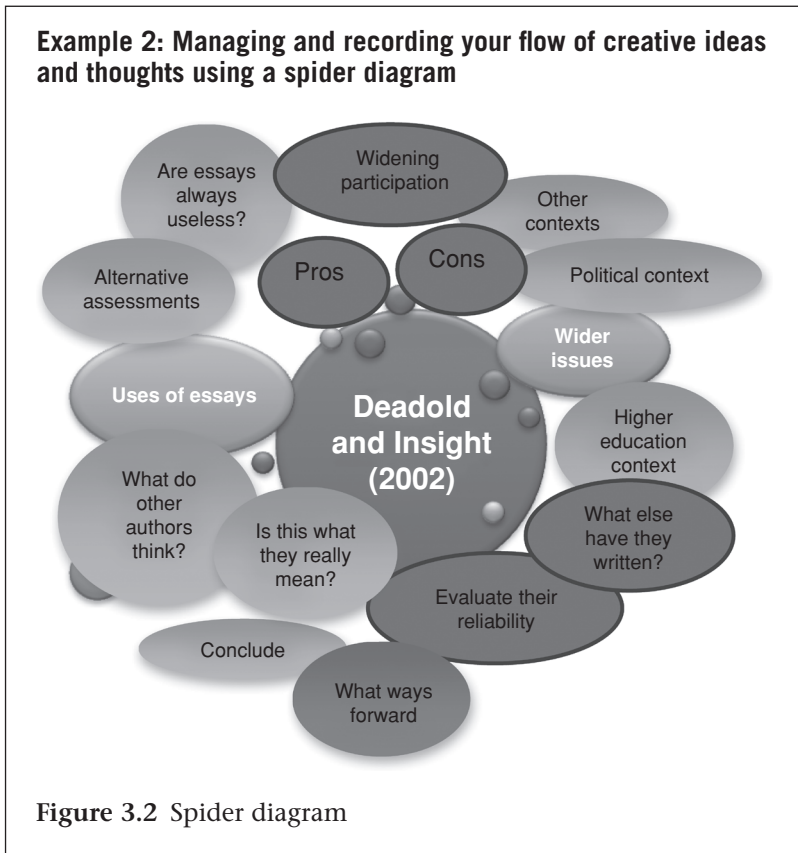 Example 2: Managing and recording your flow of creative ideas
and thoughts using a spider diagram
Are essays
always
useless?
Widening
participation
Other
contexts
Alternative
assessments
Pros
Cons
Political context
Uses of essays
Wider
issues
Deadold
and Insight
(2002)
Higher
education
context
What do
other
authors
think?
Is this what
they really
mean?
What else
have they
written?
Evaluate their
reliability
Conclude
What ways
forward
Figure 3.2 Spider diagram